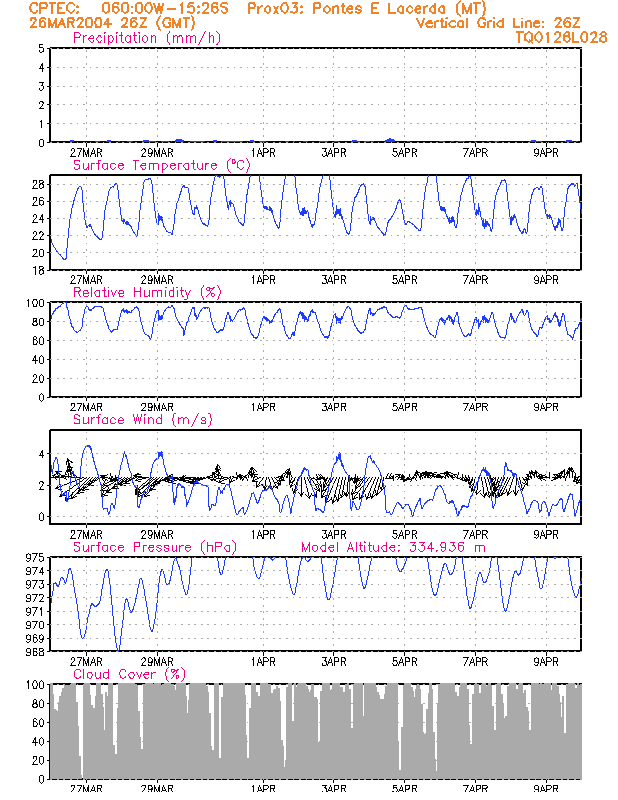 CPTEC: 060:00W-15:26S Prox03: Pontes E Lacerda (MT)
26MAR2004 26Z (GMT) Vertical Grid Line: 26Z
Precipitation (mm/h) TQ0126L028
5
4
3
2
1
0
27MAR 29MAR 1APR 3APR 5APR 7APR 9APR
Surface Temperature (ºC)
28
26
24
22
20
18
27MAR 29MAR 1APR 3APR 5APR 7APR 9APR
Relative Humidity (%)
100
80
60
40
20
0
27MAR 29MAR 1APR 3APR 5APR 7APR 9APR
Surface Wind (m/s)
4
2
0
27MAR 29MAR 1APR 3APR 5APR 7APR 9APR
Surface Pressure (hPa) Model Altitude: 334.936 m
975
974
973
972
971
970
969
968
27MAR 29MAR 1APR 3APR 5APR 7APR 9APR
Cloud Cover (%)
100
80
60
40
20
0
27MAR 29MAR 1APR 3APR 5APR 7APR 9APR